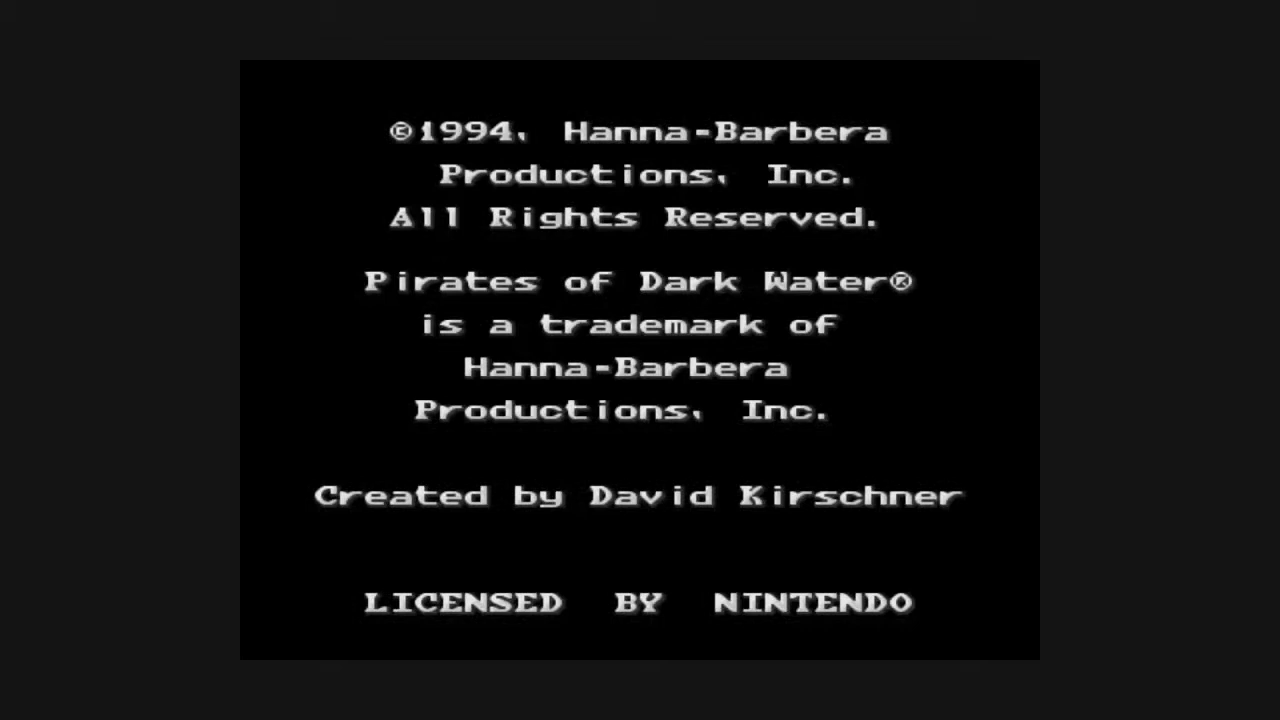 ©1994, Hanna-Barbera
Productions, Inc.
All Rights Reserved.
Pirates of Dark Water®
is a trademark of
Hanna-Barbera
Productions, Inc.
Created by David Kirschner
LICENSED BY NINTENDO